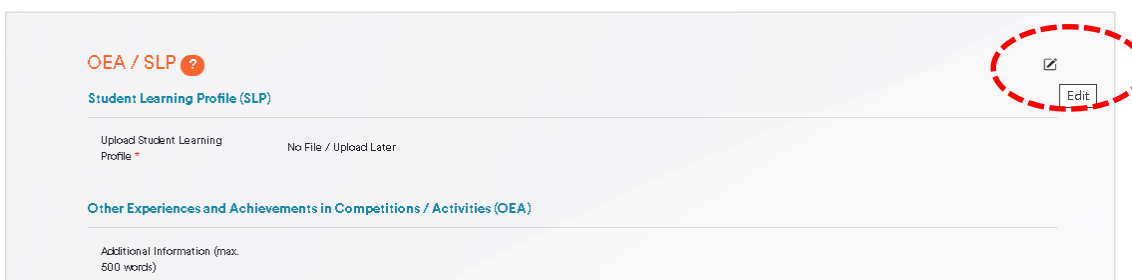 OEA / SLP ?
Student Learning Profile (SLP)
Edit
Upload Student Learning
Profile *
No File / Upload Later
Other Experiences and Achievements in Competitions / Activities (OEA)
Additional Information (max.
500 words)